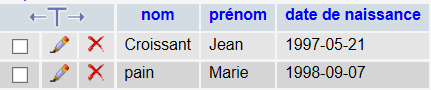 nom prénom date de naissance
Croissant Jean 1997-05-21
pain Marie 1998-09-07